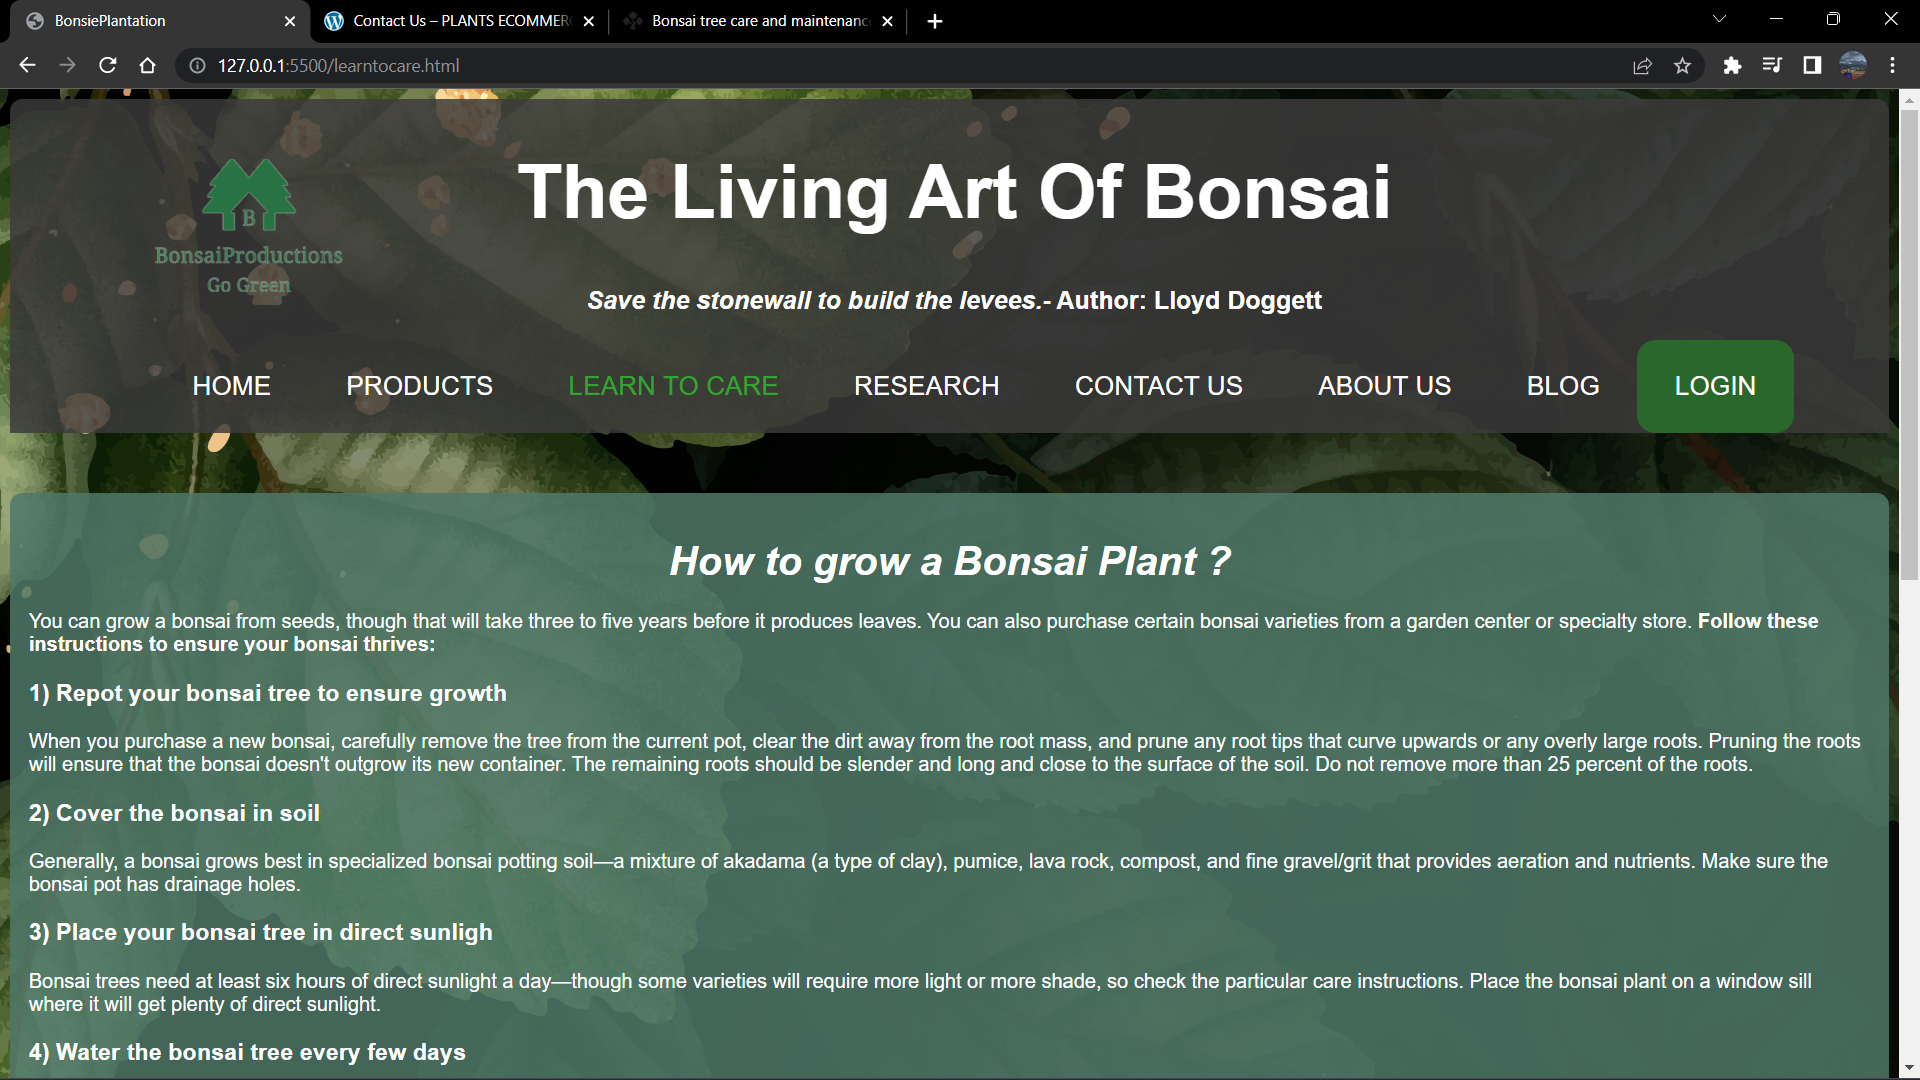 BonsiePlantation
Contact Us – PLANTS ECOMMER
Bonsai tree care and maintenanc
127.0.0.1:5500/learntocare.html
B
BonsaiProductions
Go Green
The Living Art Of Bonsai
Save the stonewall to build the levees.- Author: Lloyd Doggett
HOME PRODUCTS LEARN TO CARE RESEARCH CONTACT US ABOUT US BLOG LOGIN
How to grow a Bonsai Plant ?
You can grow a bonsai from seeds, though that will take three to five years before it produces leaves. You can also purchase certain bonsai varieties from a garden center or specialty store. Follow these
instructions to ensure your bonsai thrives:
1) Repot your bonsai tree to ensure growth
When you purchase a new bonsai, carefully remove the tree from the current pot, clear the dirt away from the root mass, and prune any root tips that curve upwards or any overly large roots. Pruning the roots
will ensure that the bonsai doesn't outgrow its new container. The remaining roots should be slender and long and close to the surface of the soil. Do not remove more than 25 percent of the roots.
2) Cover the bonsai in soil
Generally, a bonsai grows best in specialized bonsai potting soil—a mixture of akadama (a type of clay), pumice, lava rock, compost, and fine gravel/grit that provides aeration and nutrients. Make sure the
bonsai pot has drainage holes.
3) Place your bonsai tree in direct sunligh
Bonsai trees need at least six hours of direct sunlight a day—though some varieties will require more light or more shade, so check the particular care instructions. Place the bonsai plant on a window sill
where it will get plenty of direct sunlight.
4) Water the bonsai tree every few days